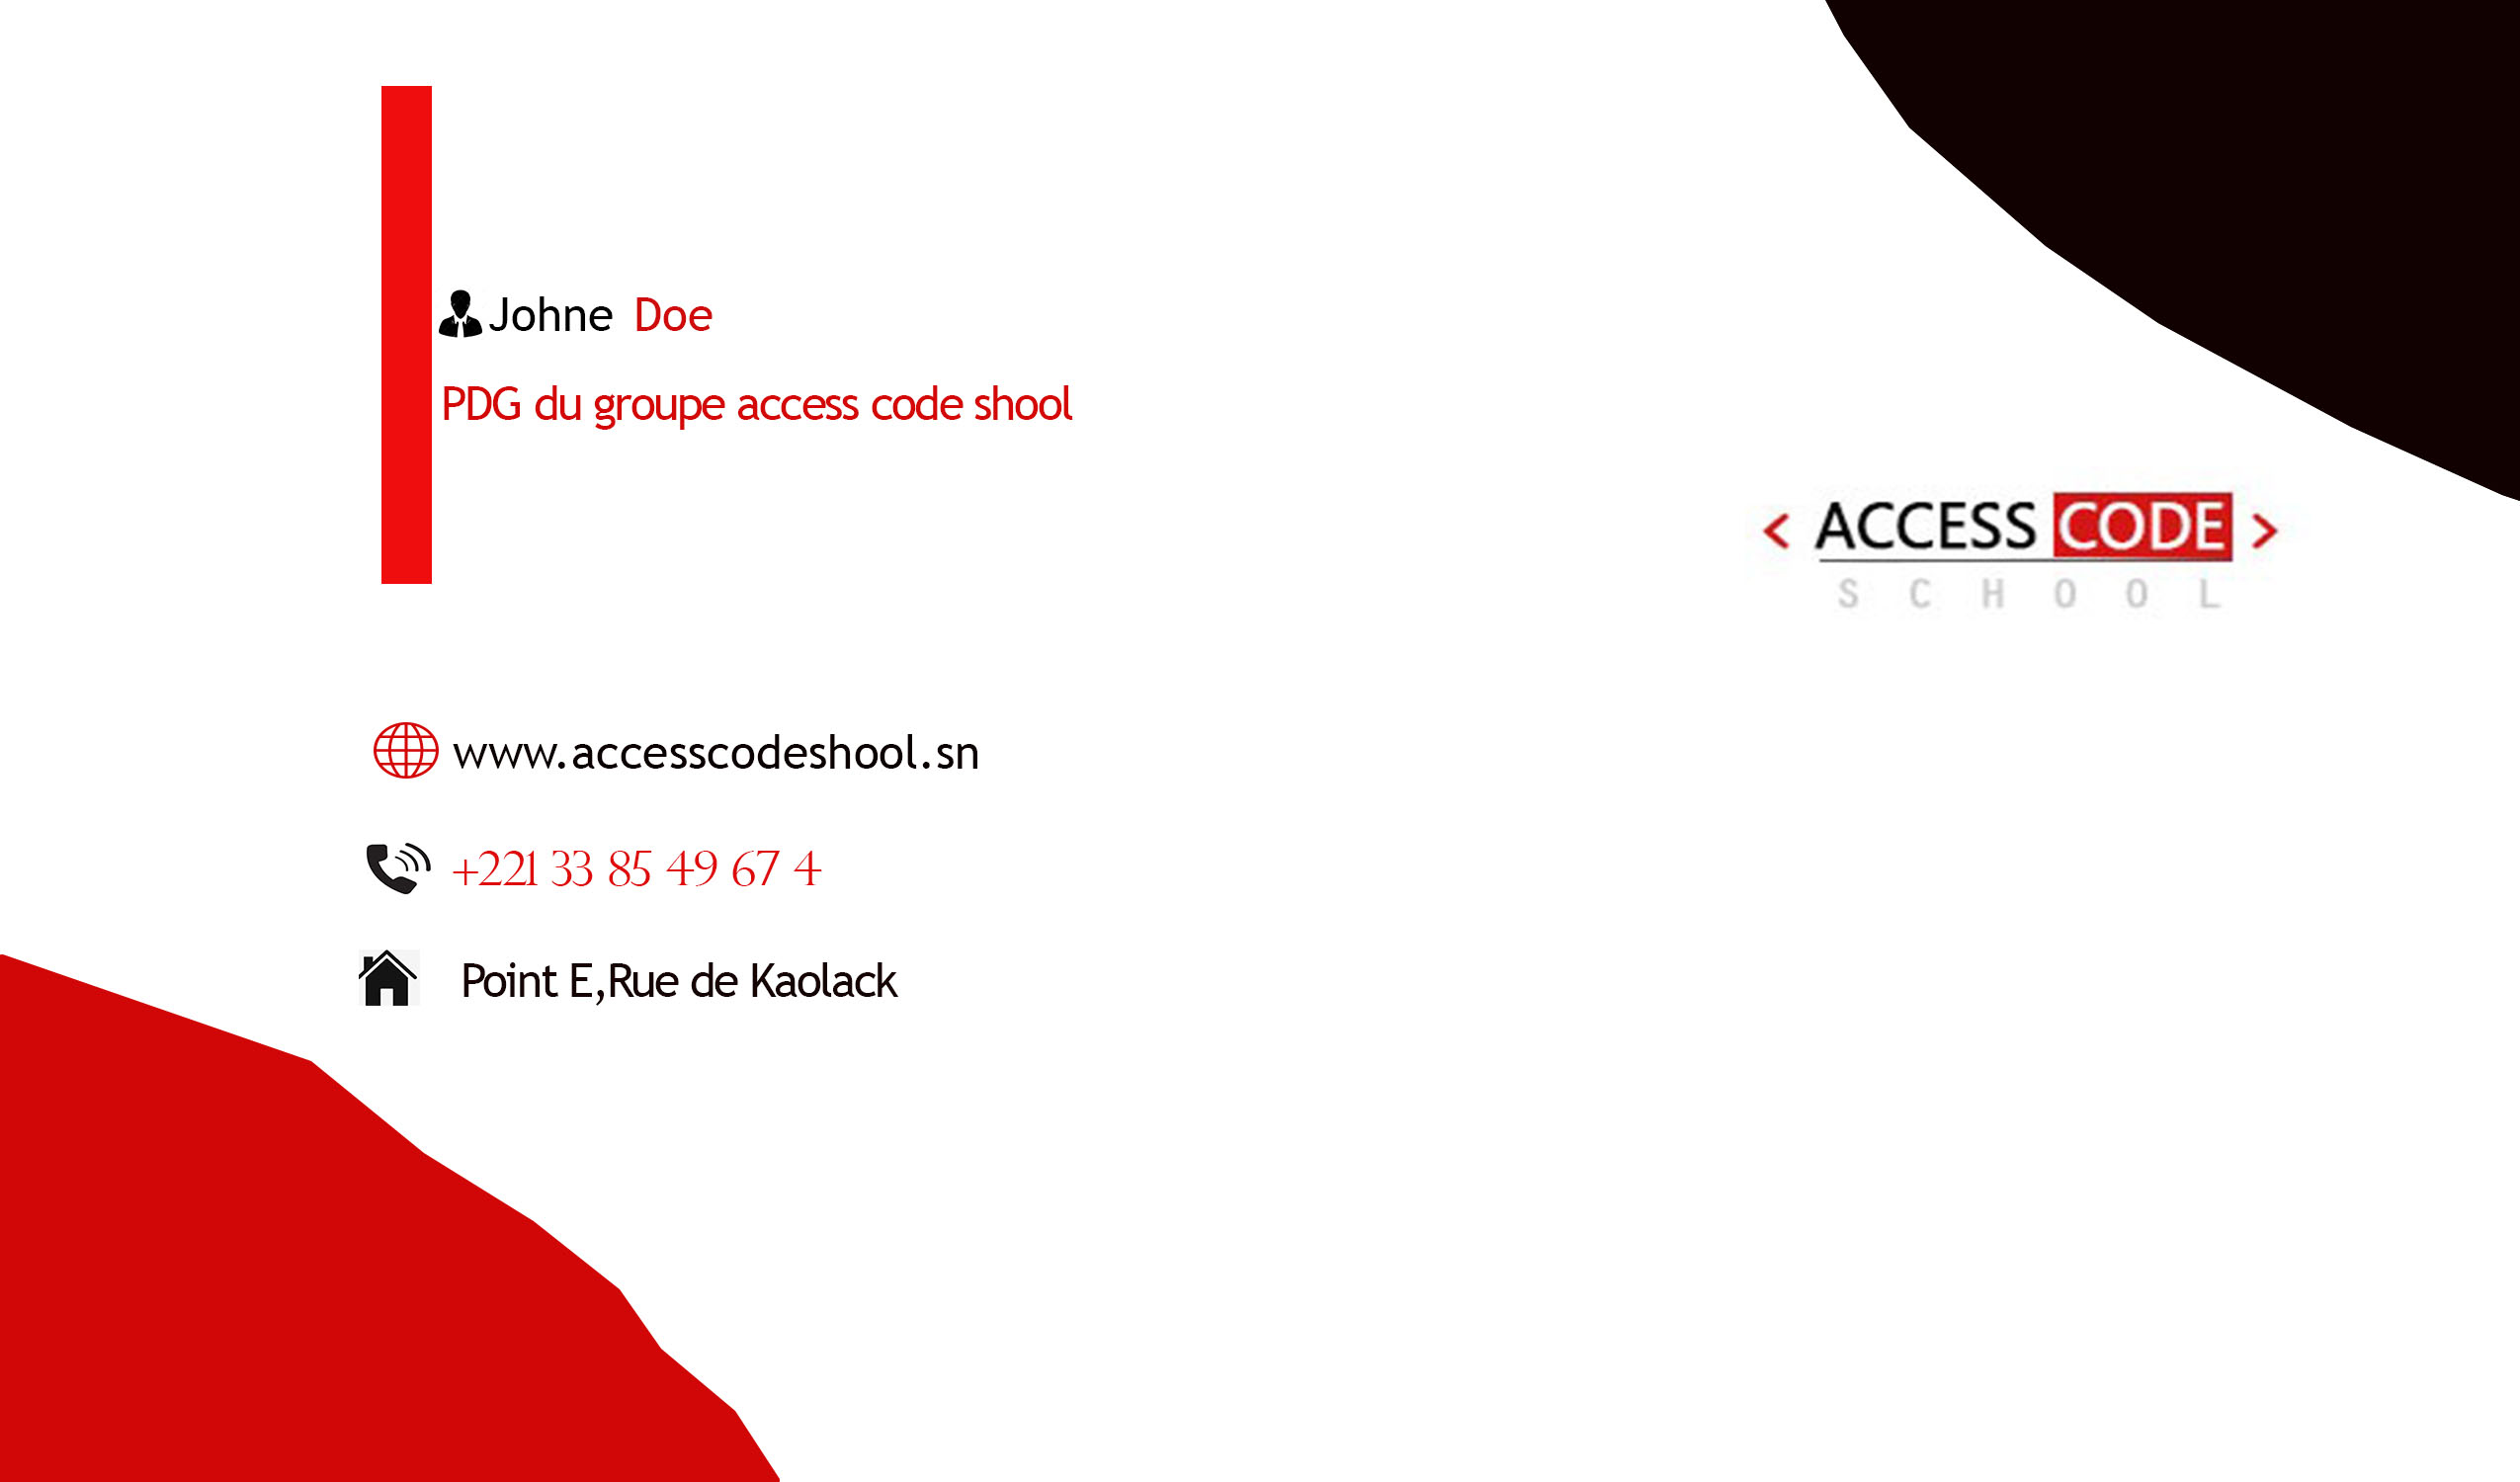 Johne Doe
PDG du groupe access code shool
< ACCESS CODE >
SCHOOL
www.accesscodeshool.sn
+221 33 85 49 67 4
Point E,Rue de Kaolack